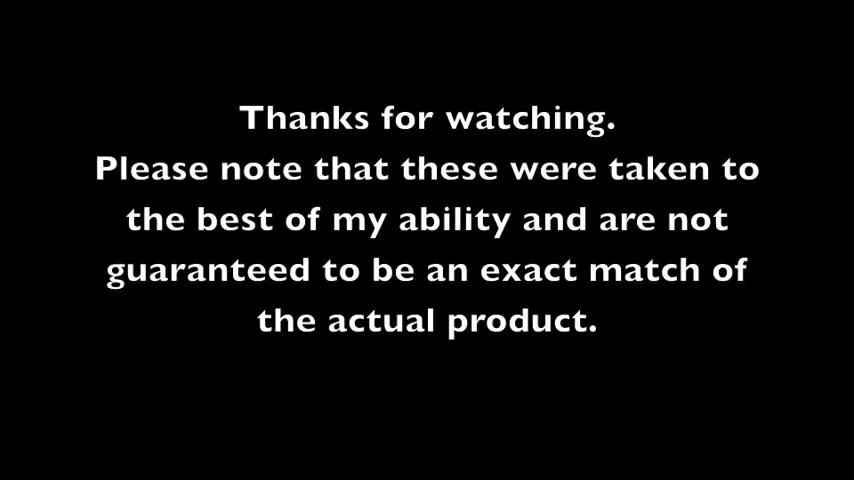 Thanks for watching.
Please note that these were taken to
the best of my ability and are not
guaranteed to be an exact match of
the actual product.